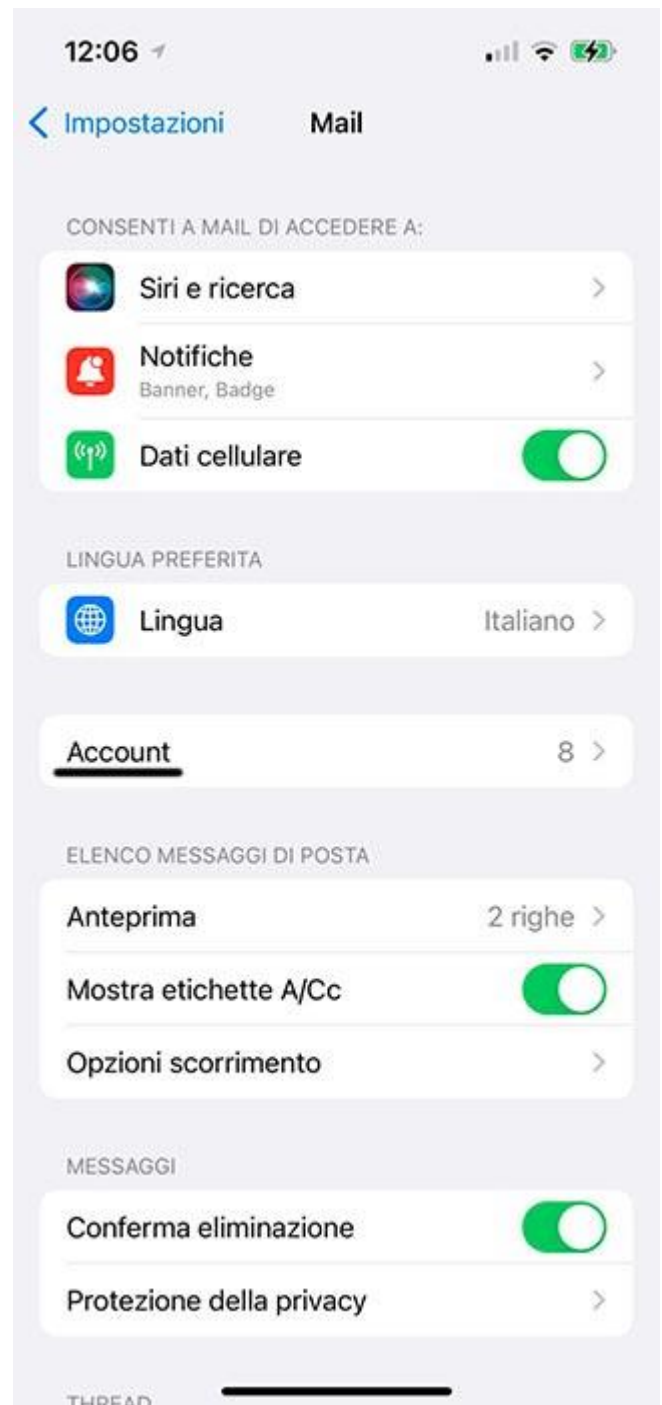 12:06
Impostazioni Mail
CONSENTI A MAIL DI ACCEDERE A:
Siri e ricerca
Notifiche
Banner, Badge
Dati cellulare
LINGUA PREFERITA
Lingua Italiano
Account 8
ELENCO MESSAGGI DI POSTA
Anteprima 2 righe
Mostra etichette A/Cc
Opzioni scorrimento
MESSAGGI
Conferma eliminazione
Protezione della privacy
THREAD